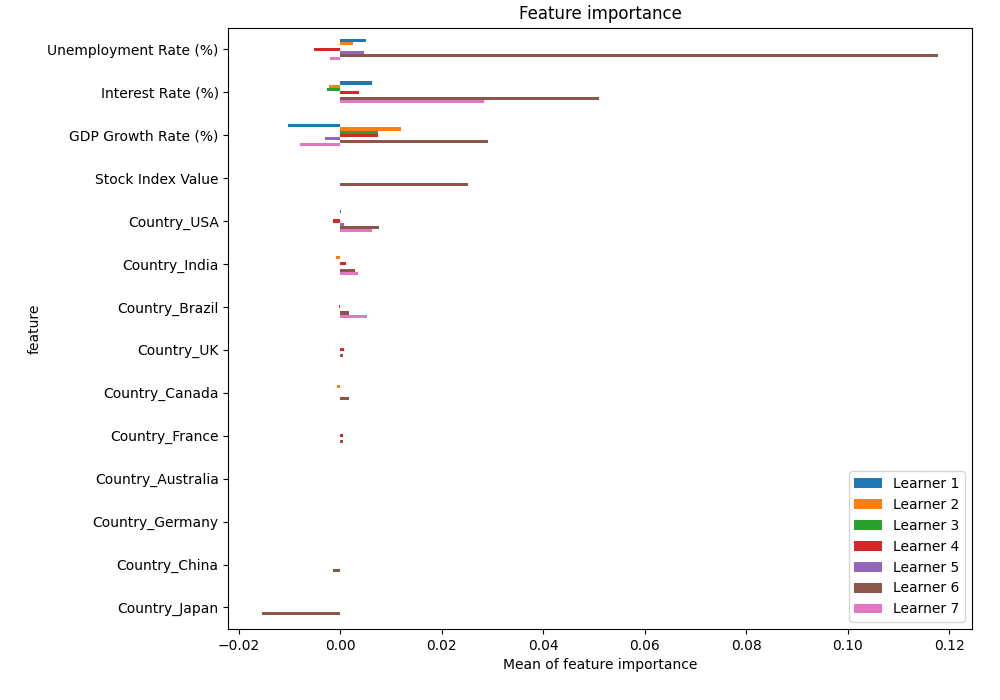 Feature importance
Unemployment Rate (%)
Interest Rate (%)
GDP Growth Rate (%)
Stock Index Value
Country_USA
Country_India
Country_Brazil
Country_UK
Country_Canada
Country_France
Country_Australia
Country_Germany
Country_China
Country_Japan
feature
Learner 1
Learner 2
Learner 3
Learner 4
Learner 5
Learner 6
Learner 7
−0.02 0.00 0.02 0.04 0.06 0.08 0.10 0.12
Mean of feature importance